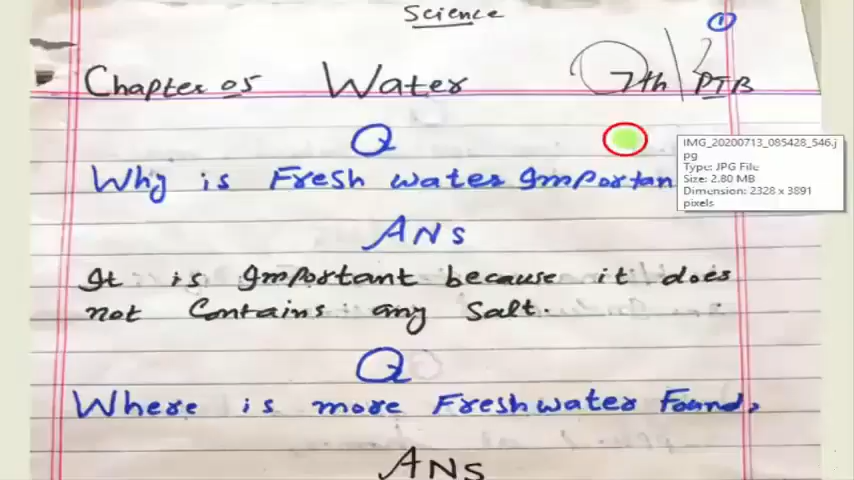 Science
1
Chapter 05 Water 7th / PTB
Q
Why is Fresh water Importan
IMG_20200713_085428_546.j
pg
Type: JPG File
Size: 2.80 MB
Dimension: 2328 x 3891
pixels
ANS
It is Important because it does
not Contains any Salt.
Q
Where is more Freshwater Found,
ANS